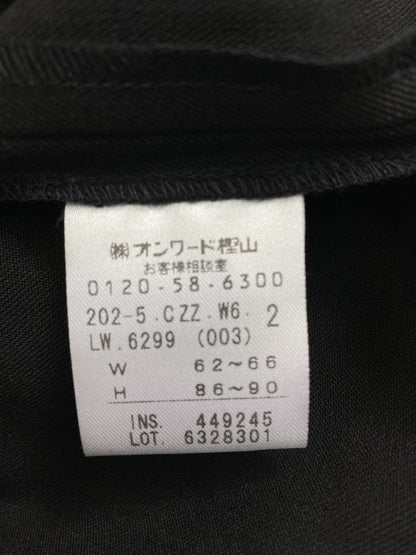 ㈱オンワード樫山
お客様相談室
0120-58-6300
202-5.CZZ.W6. 2
LW.6299 (003)
W 62～66
H 86～90
INS. 449245
LOT. 6328301